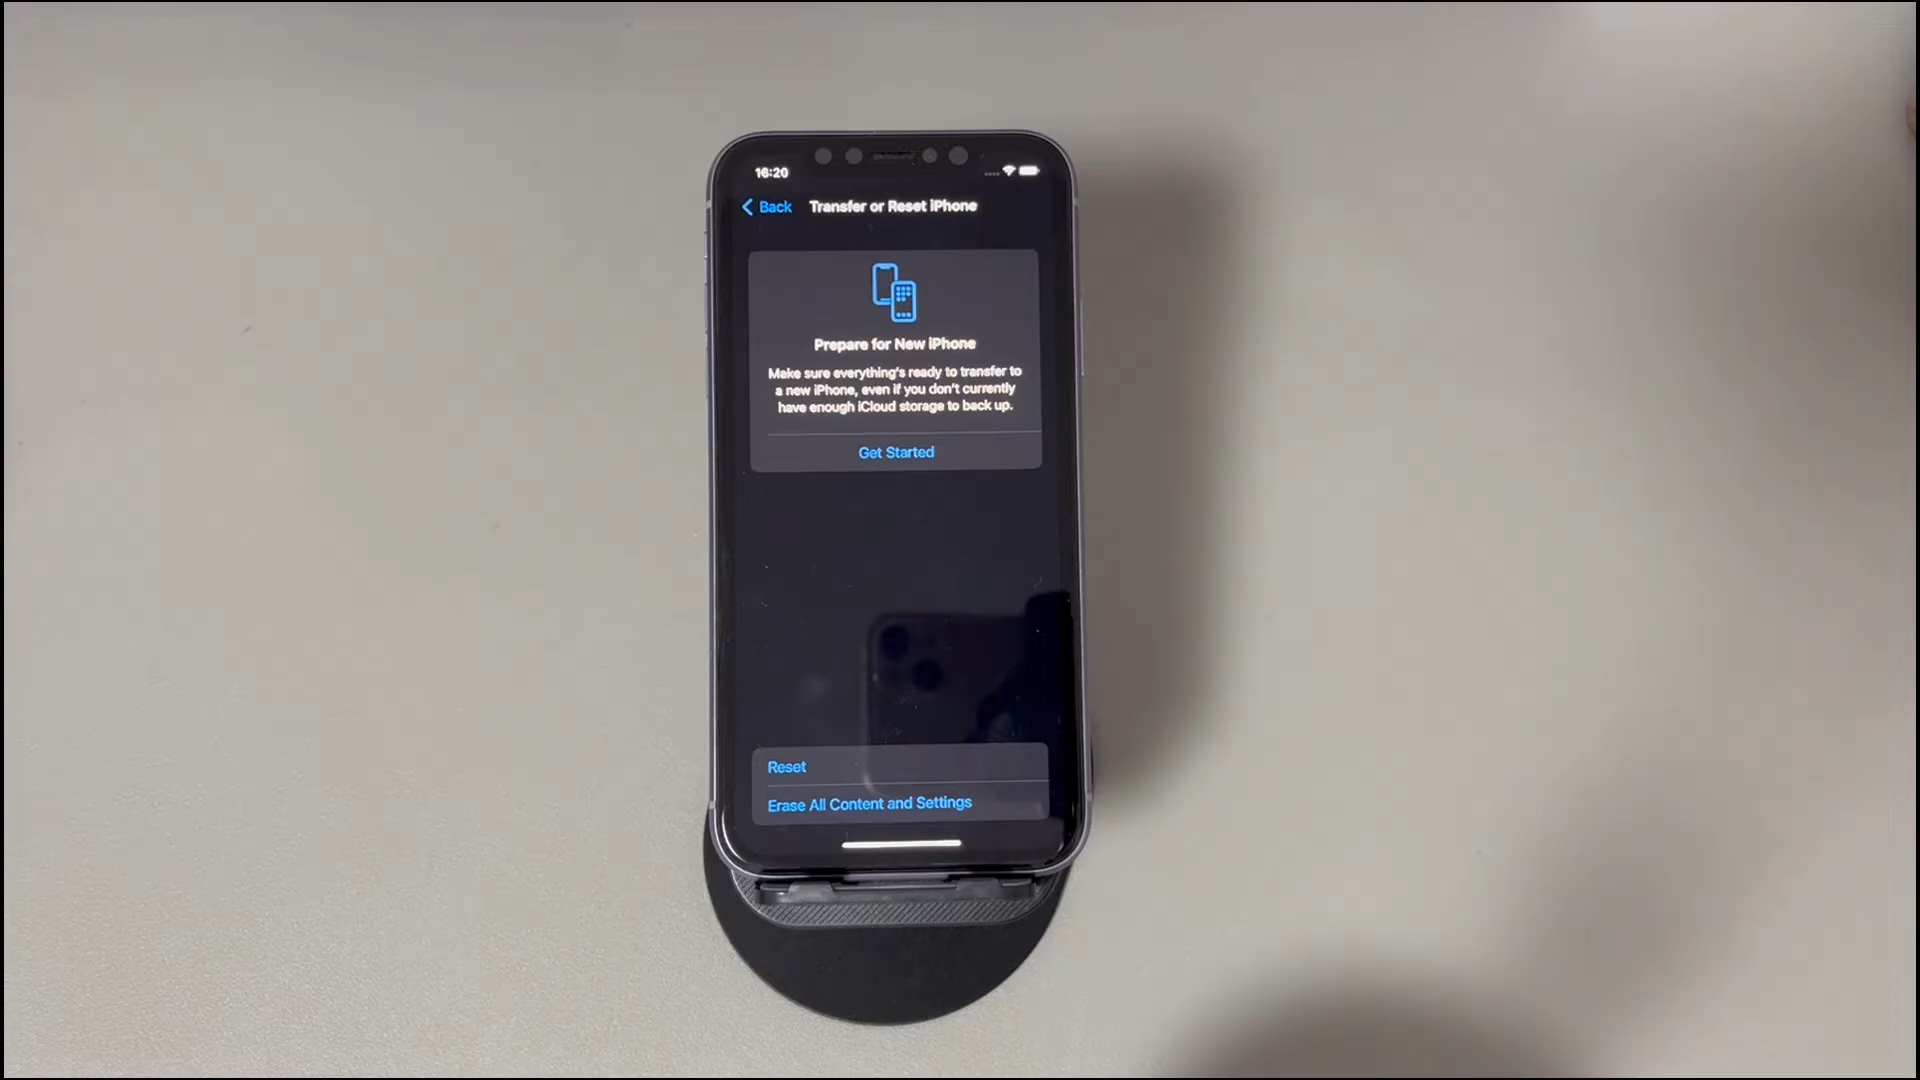 16:20
Back Transfer or Reset iPhone
Prepare for New iPhone
Make sure everything's ready to transfer to
a new iPhone, even if you don't currently
have enough iCloud storage to back up.
Get Started
Reset
Erase All Content and Settings